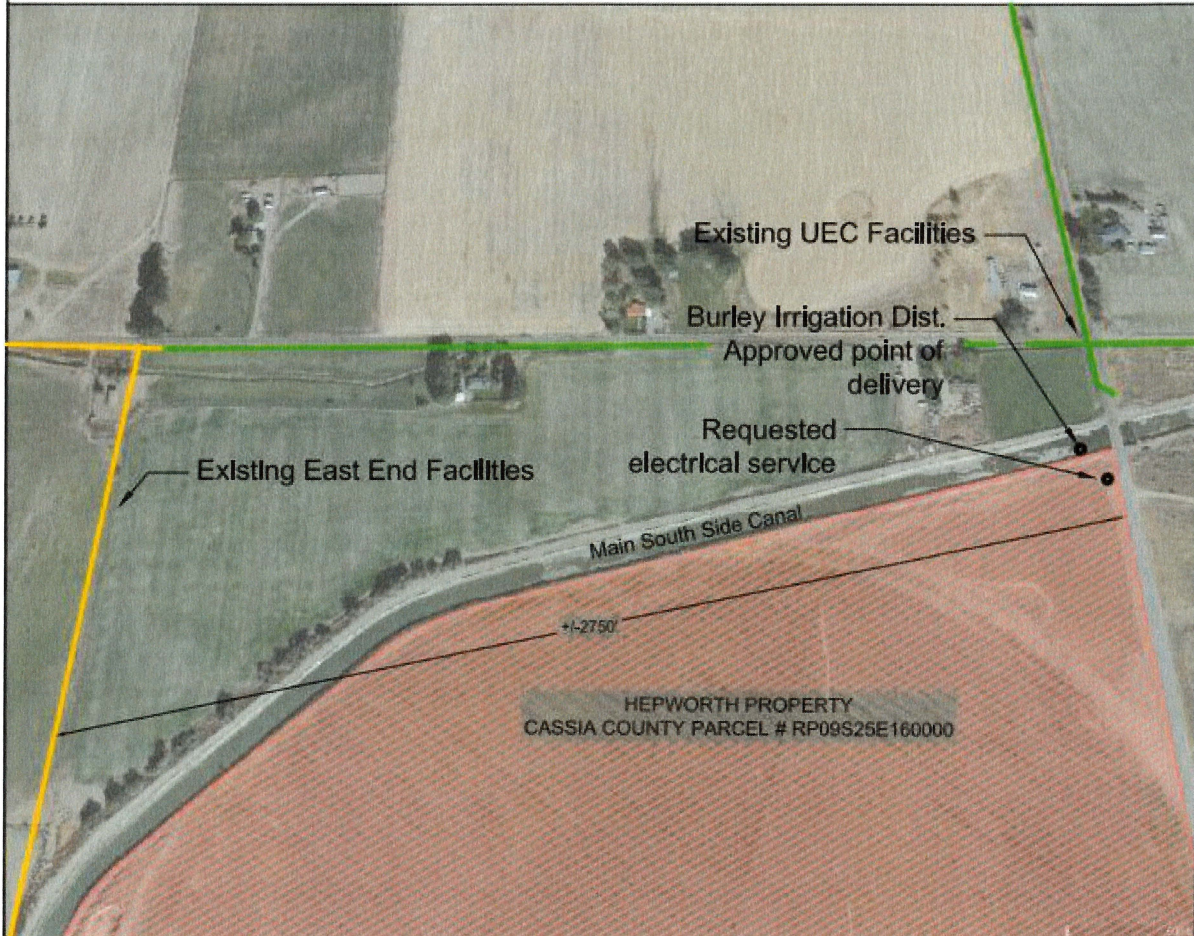 Existing UEC Facilities
Burley Irrigation Dist.
Approved point of
delivery
Requested
electrical service
Existing East End Facilities
Main South Side Canal
+/-2750'
HEPWORTH PROPERTY
CASSIA COUNTY PARCEL # RP09S25E160000